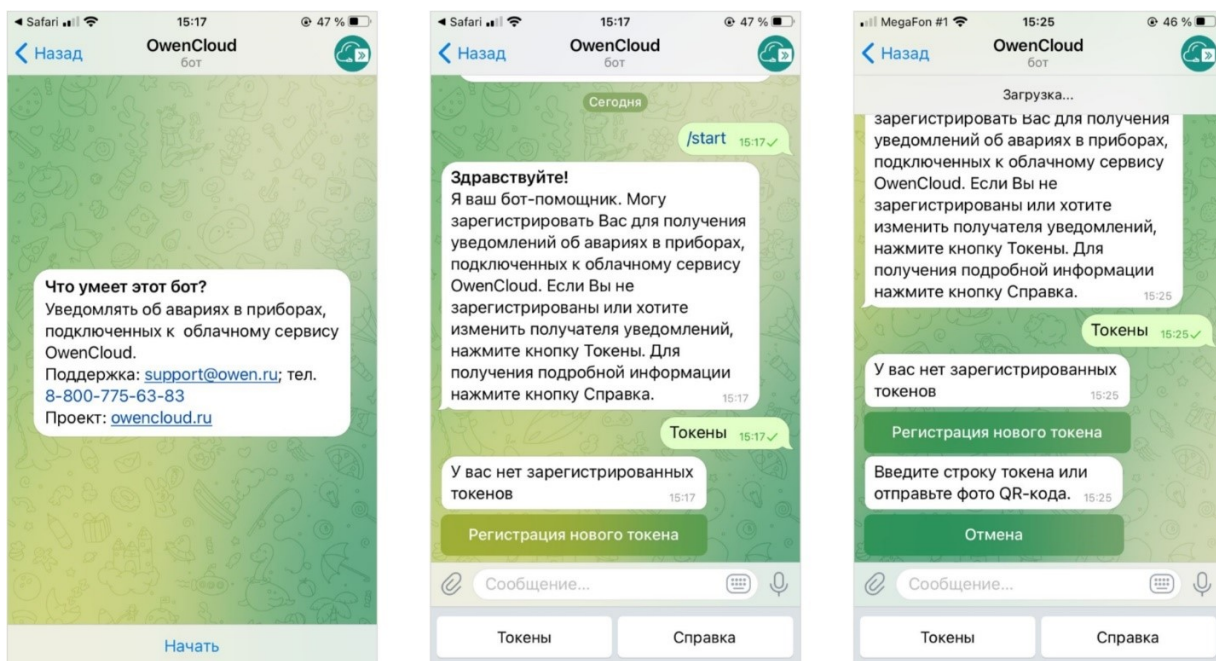 Safari 15:17 47 %
Назад OwenCloud
бот
Что умеет этот бот?
Уведомлять об авариях в приборах,
подключенных к облачному сервису
OwenCloud.
Поддержка: support@owen.ru; тел.
8-800-775-63-83
Проект: owencloud.ru
Начать
Safari 15:17 47 %
Назад OwenCloud
бот
Сегодня
/start 15:17
Здравствуйте!
Я ваш бот-помощник. Могу
зарегистрировать Вас для получения
уведомлений об авариях в приборах,
подключенных к облачному сервису
OwenCloud. Если Вы не
зарегистрированы или хотите
изменить получателя уведомлений,
нажмите кнопку Токены. Для
получения подробной информации
нажмите кнопку Справка. 15:17
Токены 15:17
У вас нет зарегистрированных
токенов 15:17
Регистрация нового токена
Сообщение...
Токены Справка
MegaFon #1 15:25 46 %
Назад OwenCloud
бот
Загрузка...
зарегистрировать Вас для получения
уведомлений об авариях в приборах,
подключенных к облачному сервису
OwenCloud. Если Вы не
зарегистрированы или хотите
изменить получателя уведомлений,
нажмите кнопку Токены. Для
получения подробной информации
нажмите кнопку Справка. 15:25
Токены 15:25
У вас нет зарегистрированных
токенов 15:25
Регистрация нового токена
Введите строку токена или
отправьте фото QR-кода. 15:25
Отмена
Сообщение...
Токены Справка